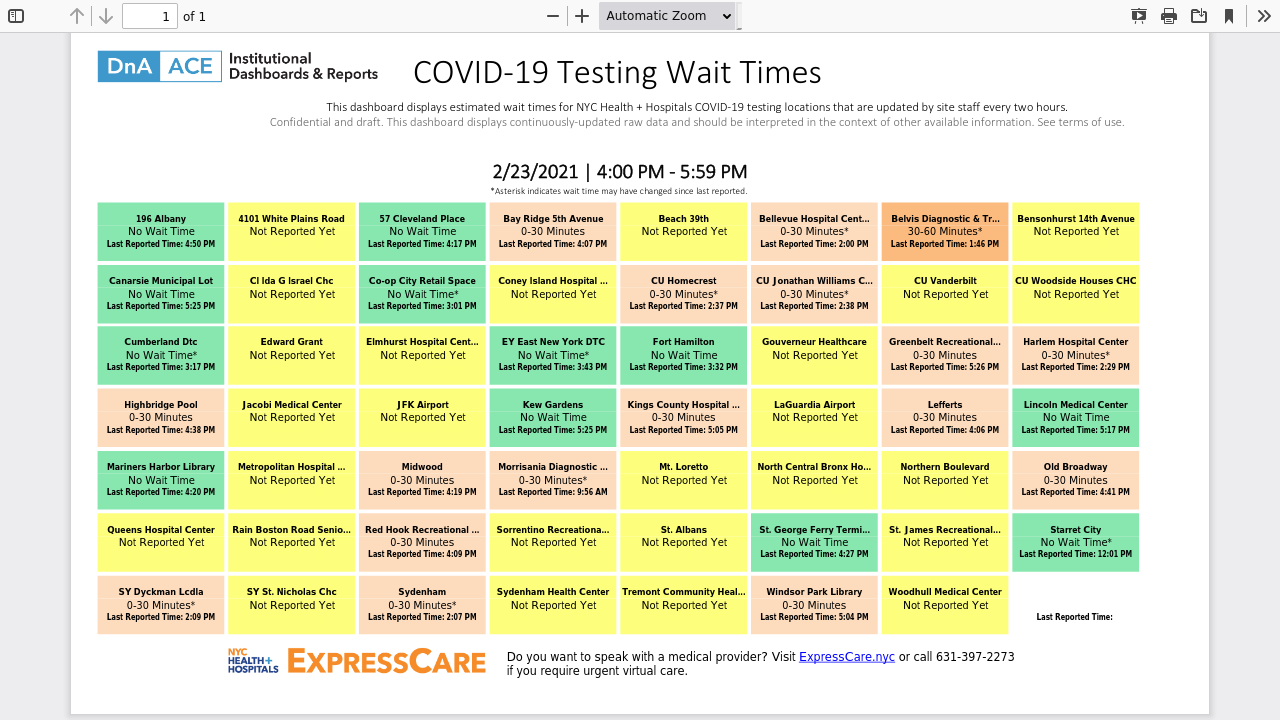 1 of 1 Automatic Zoom
DnA ACE Institutional
Dashboards & Reports
COVID-19 Testing Wait Times
This dashboard displays estimated wait times for NYC Health + Hospitals COVID-19 testing locations that are updated by site staff every two hours.
Confidential and draft. This dashboard displays continuously-updated raw data and should be interpreted in the context of other available information. See terms of use.
2/23/2021 | 4:00 PM - 5:59 PM
*Asterisk indicates wait time may have changed since last reported.
196 Albany 4101 White Plains Road 57 Cleveland Place Bay Ridge 5th Avenue Beach 39th Bellevue Hospital Cent... Belvis Diagnostic & Tr... Bensonhurst 14th Avenue
No Wait Time Not Reported Yet No Wait Time 0-30 Minutes Not Reported Yet 0-30 Minutes* 30-60 Minutes* Not Reported Yet
Last Reported Time: 4:50 PM Last Reported Time: 4:17 PM Last Reported Time: 4:07 PM Last Reported Time: 2:00 PM Last Reported Time: 1:46 PM
Canarsie Municipal Lot Cl Ida G Israel Chc Co-op City Retail Space Coney Island Hospital ... CU Homecrest CU Jonathan Williams C... CU Vanderbilt CU Woodside Houses CHC
No Wait Time Not Reported Yet No Wait Time* Not Reported Yet 0-30 Minutes* 0-30 Minutes* Not Reported Yet Not Reported Yet
Last Reported Time: 5:25 PM Last Reported Time: 3:01 PM Last Reported Time: 2:37 PM Last Reported Time: 2:38 PM
Cumberland Dtc Edward Grant Elmhurst Hospital Cent... EY East New York DTC Fort Hamilton Gouverneur Healthcare Greenbelt Recreational... Harlem Hospital Center
No Wait Time* Not Reported Yet Not Reported Yet No Wait Time* No Wait Time Not Reported Yet 0-30 Minutes 0-30 Minutes*
Last Reported Time: 3:17 PM Last Reported Time: 3:43 PM Last Reported Time: 3:32 PM Last Reported Time: 5:26 PM Last Reported Time: 2:29 PM
Highbridge Pool Jacobi Medical Center JFK Airport Kew Gardens Kings County Hospital ... LaGuardia Airport Lefferts Lincoln Medical Center
0-30 Minutes Not Reported Yet Not Reported Yet No Wait Time 0-30 Minutes Not Reported Yet 0-30 Minutes No Wait Time
Last Reported Time: 4:38 PM Last Reported Time: 5:25 PM Last Reported Time: 5:05 PM Last Reported Time: 4:06 PM Last Reported Time: 5:17 PM
Mariners Harbor Library Metropolitan Hospital ... Midwood Morrisania Diagnostic ... Mt. Loretto North Central Bronx Ho... Northern Boulevard Old Broadway
No Wait Time Not Reported Yet 0-30 Minutes 0-30 Minutes* Not Reported Yet Not Reported Yet Not Reported Yet 0-30 Minutes
Last Reported Time: 4:20 PM Last Reported Time: 4:19 PM Last Reported Time: 9:56 AM Last Reported Time: 4:41 PM
Queens Hospital Center Rain Boston Road Senio... Red Hook Recreational ... Sorrentino Recreationa... St. Albans St. George Ferry Termi... St. James Recreational... Starret City
Not Reported Yet Not Reported Yet 0-30 Minutes Not Reported Yet Not Reported Yet No Wait Time Not Reported Yet No Wait Time*
Last Reported Time: 4:09 PM Last Reported Time: 4:27 PM Last Reported Time: 12:01 PM
SY Dyckman Lcdla SY St. Nicholas Chc Sydenham Sydenham Health Center Tremont Community Heal... Windsor Park Library Woodhull Medical Center
0-30 Minutes* Not Reported Yet 0-30 Minutes* Not Reported Yet Not Reported Yet 0-30 Minutes Not Reported Yet
Last Reported Time: 2:09 PM Last Reported Time: 2:07 PM Last Reported Time: 5:04 PM Last Reported Time:
NYC
HEALTH+
HOSPITALS
EXPRESSCARE
Do you want to speak with a medical provider? Visit ExpressCare.nyc or call 631-397-2273
if you require urgent virtual care.